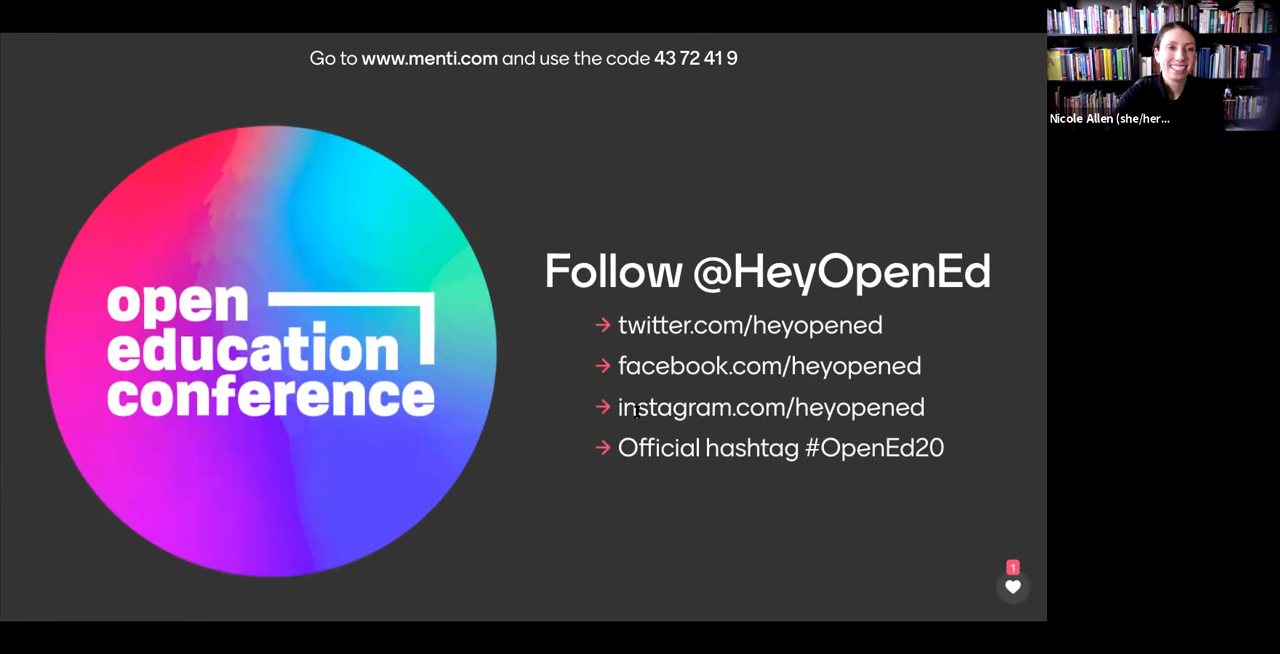 Go to www.menti.com and use the code 43 72 41 9
open
education
conference
Follow @HeyOpenEd
→ twitter.com/heyopened
→ facebook.com/heyopened
→ instagram.com/heyopened
→ Official hashtag #OpenEd20
1
Nicole Allen (she/her...